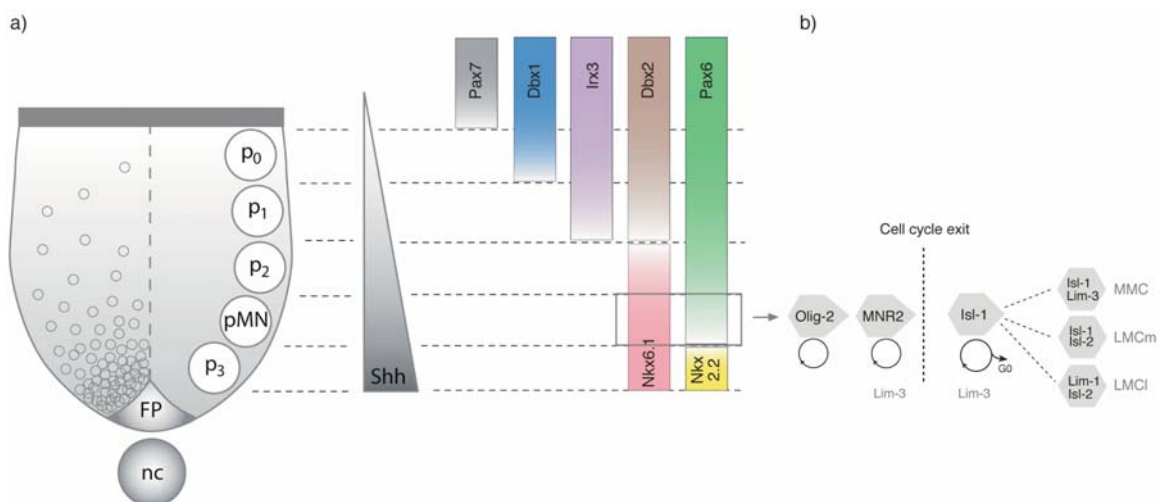 a)
b)
Pax7
Dbx1
Irx3
Dbx2
Pax6
p0
p1
p2
pMN
p3
FP
nc
Shh
Nkx6.1
Nkx
2.2
Cell cycle exit
Olig-2
MNR2
Isl-1
Isl-1
Lim-3
MMC
Isl-1
Isl-2
LMCm
Lim-1
Isl-2
LMCl
G0
Lim-3
Lim-3